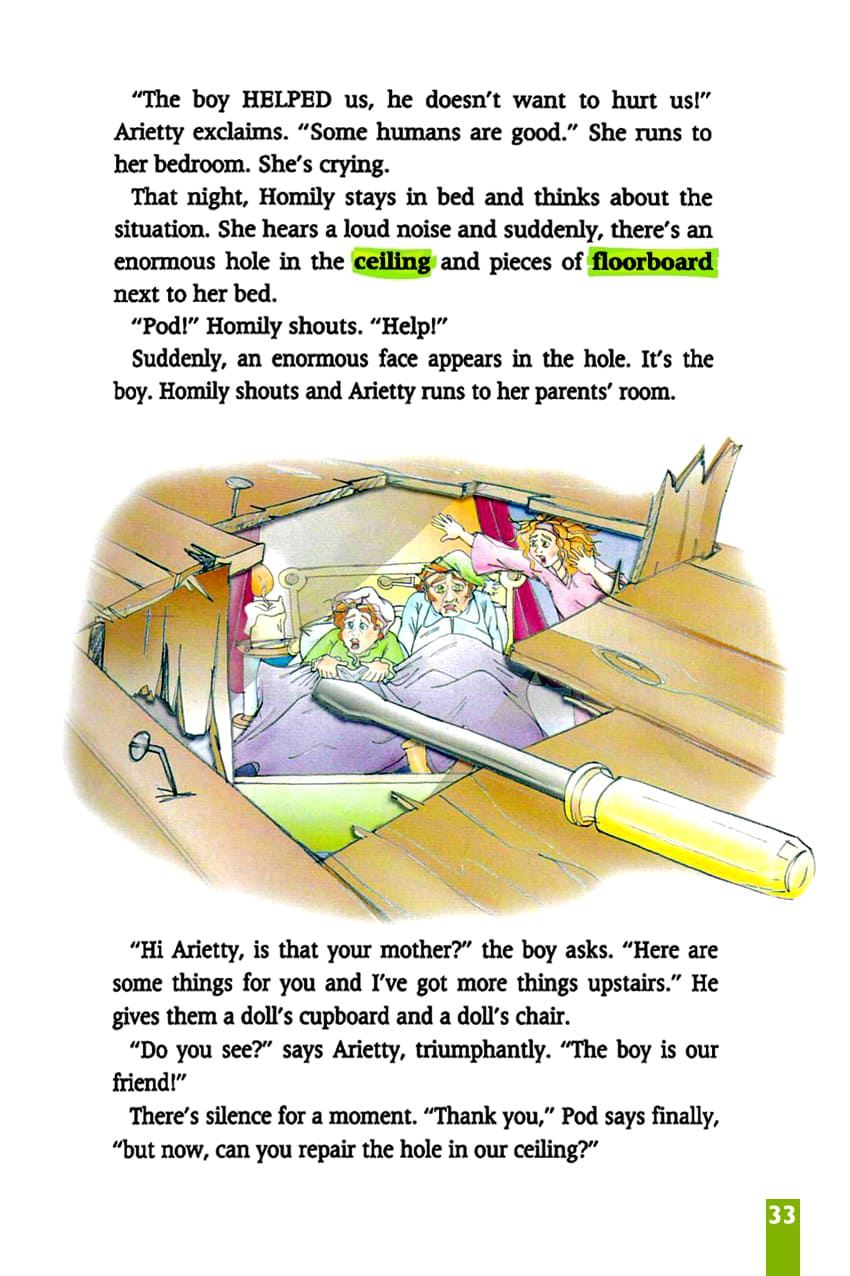 “The boy HELPED us, he doesn’t want to hurt us!”
Arietty exclaims. “Some humans are good.” She runs to
her bedroom. She’s crying.
That night, Homily stays in bed and thinks about the
situation. She hears a loud noise and suddenly, there’s an
enormous hole in the ceiling and pieces of floorboard
next to her bed.
“Pod!” Homily shouts. “Help!”
Suddenly, an enormous face appears in the hole. It’s the
boy. Homily shouts and Arietty runs to her parents’ room.
“Hi Arietty, is that your mother?” the boy asks. “Here are
some things for you and I’ve got more things upstairs.” He
gives them a doll’s cupboard and a doll’s chair.
“Do you see?” says Arietty, triumphantly. “The boy is our
friend!”
There’s silence for a moment. “Thank you,” Pod says finally,
“but now, can you repair the hole in our ceiling?”
33